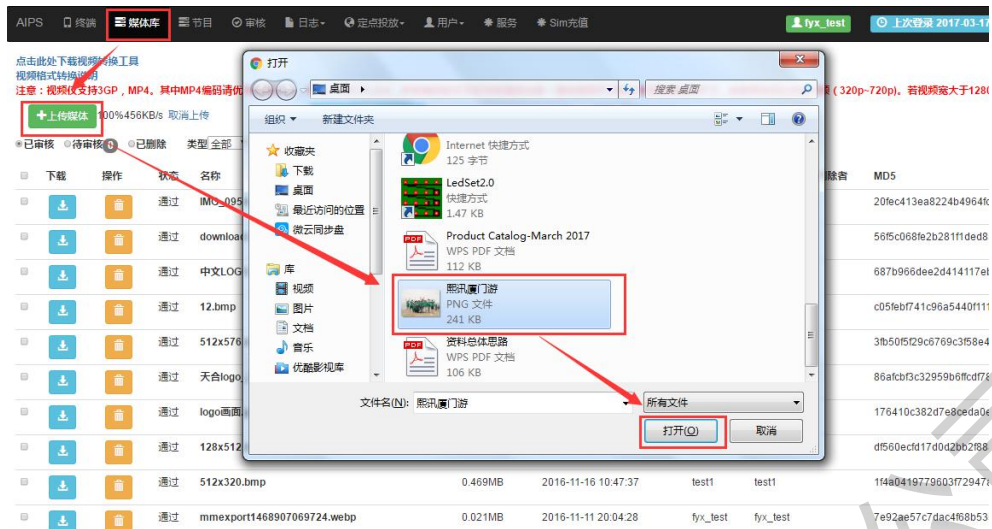 AIPS 终端 媒体库 节目 审核 日志 定点投放 用户 服务 Sim充值 fyx_test 上次登录 2017-03-17
点击此处下载视频转换工具
视频格式转换说明
注意：视频仅支持3GP，MP4。其中MP4编码请优
(320p~720p)。若视频宽大于1280
上传媒体 100%456KB/s 取消上传
已审核 待审核 已删除 类型 全部
下载 操作 状态 名称 除者 MD5
通过 IMG_095 20fec413ea8224b4964fd
通过 download 56f5c068fe2b281f1ded8
通过 中文LOG 687b966dee2d414117eb
通过 12.bmp c05febf741c96a5440f111
通过 512x576 3fb50f5f29c6769c3f58e4
通过 天合logo 86afcbf3c32959b6ffcdf78
通过 logo画面 176410c382d7e8ceda0e
通过 128x512 df560ecfd17d0d2bb2f88
通过 512x320.bmp 0.469MB 2016-11-16 10:47:37 test1 test1 1f4a0419779603f72947
通过 mmexport1468907069724.webp 0.021MB 2016-11-11 20:04:28 fyx_test fyx_test 7e92ae57c7dac4f68b53
打开
桌面
搜索 桌面
组织 新建文件夹
收藏夹
下载
桌面
最近访问的位置
微云同步盘
库
视频
图片
文档
音乐
优酷影视库
Internet 快捷方式
125 字节
LedSet2.0
快捷方式
1.47 KB
Product Catalog-March 2017
WPS PDF 文档
112 KB
熙讯厦门游
PNG 文件
241 KB
资料总体思路
WPS PDF 文档
106 KB
文件名(N): 熙讯厦门游 所有文件
打开(O) 取消